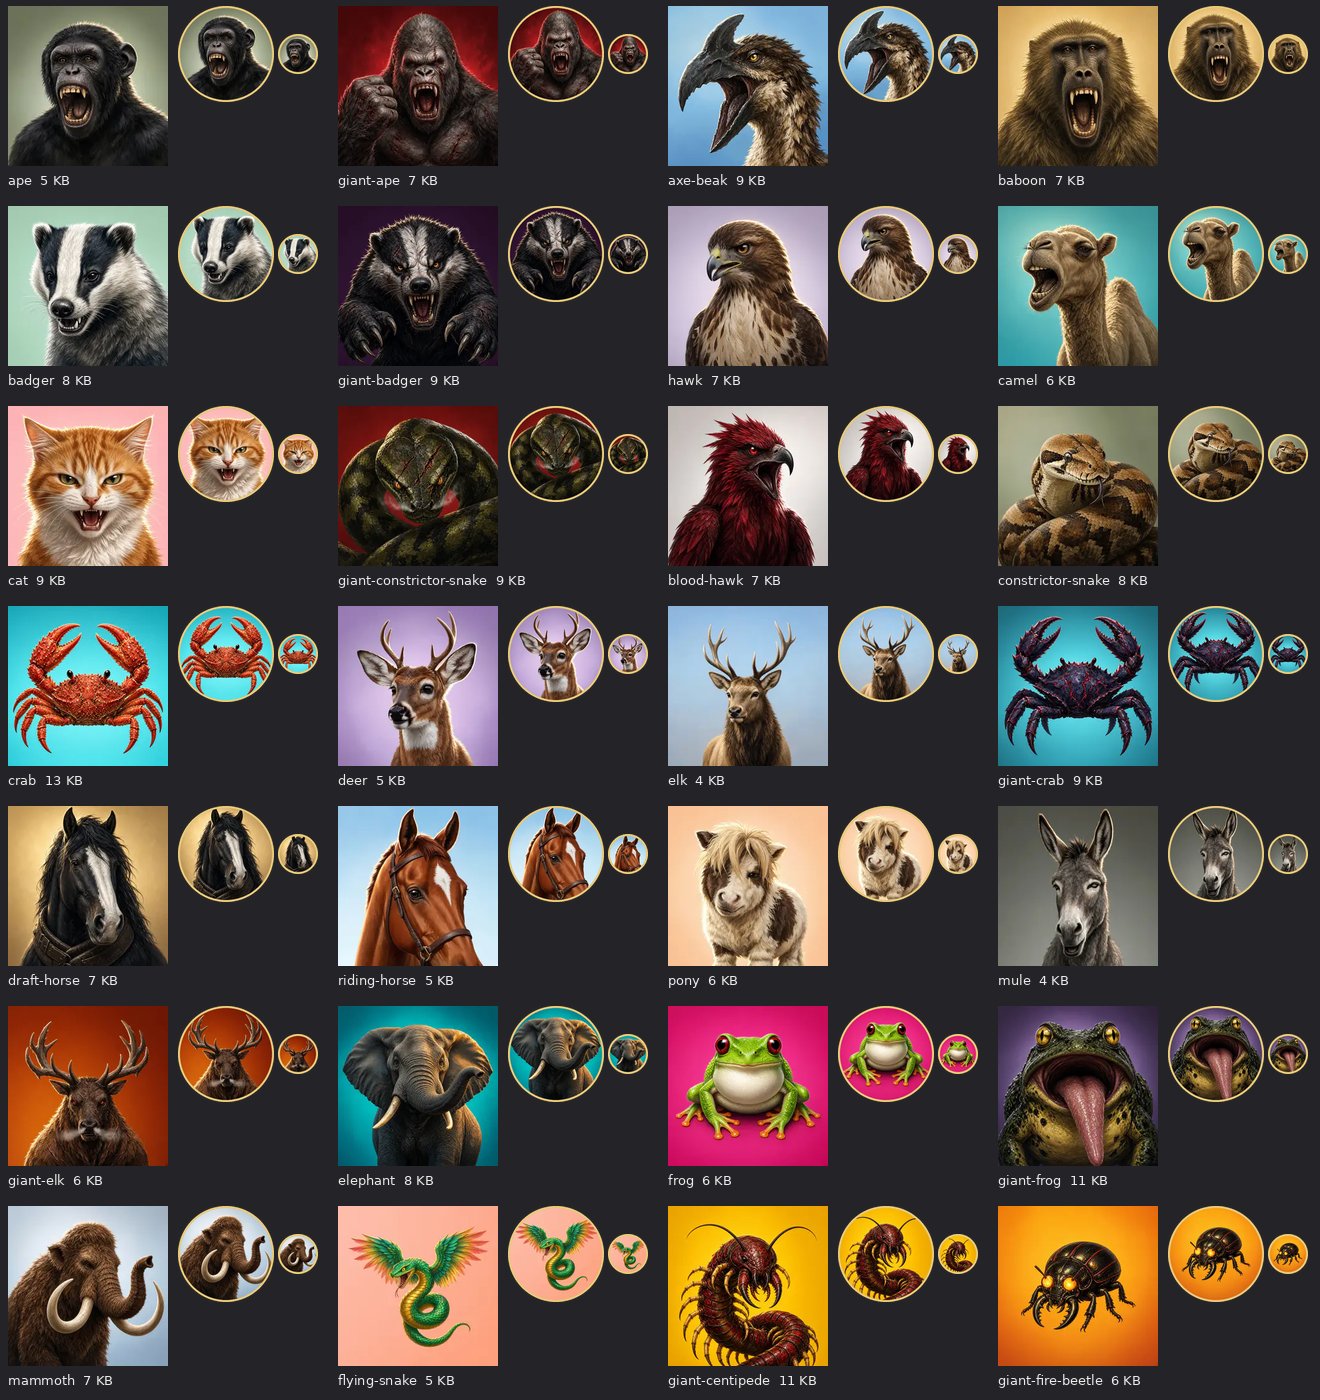 ape 5 KB
giant-ape 7 KB
axe-beak 9 KB
baboon 7 KB
badger 8 KB
giant-badger 9 KB
hawk 7 KB
camel 6 KB
cat 9 KB
giant-constrictor-snake 9 KB
blood-hawk 7 KB
constrictor-snake 8 KB
crab 13 KB
deer 5 KB
elk 4 KB
giant-crab 9 KB
draft-horse 7 KB
riding-horse 5 KB
pony 6 KB
mule 4 KB
giant-elk 6 KB
elephant 8 KB
frog 6 KB
giant-frog 11 KB
mammoth 7 KB
flying-snake 5 KB
giant-centipede 11 KB
giant-fire-beetle 6 KB